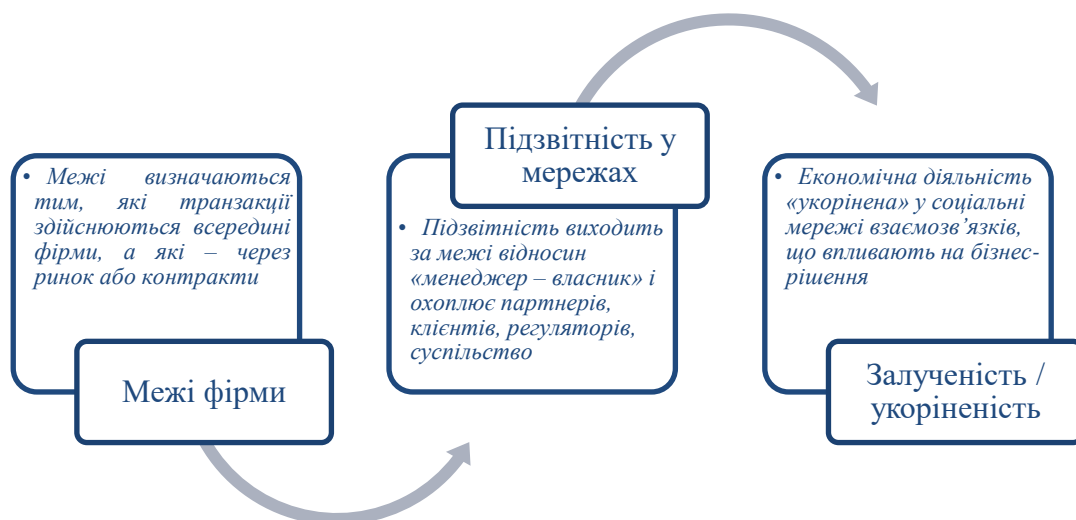 • Межі визначаються
тим, які транзакції
здійснюються всередині
фірми, а які – через
ринок або контракти
Межі фірми
Підзвітність у
мережах
• Підзвітність виходить
за межі відносин
«менеджер – власник» і
охоплює партнерів,
клієнтів, регуляторів,
суспільство
• Економічна діяльність
«укорінена» у соціальні
мережі взаємозв’язків,
що впливають на бізнес-
рішення
Залученість /
укоріненість